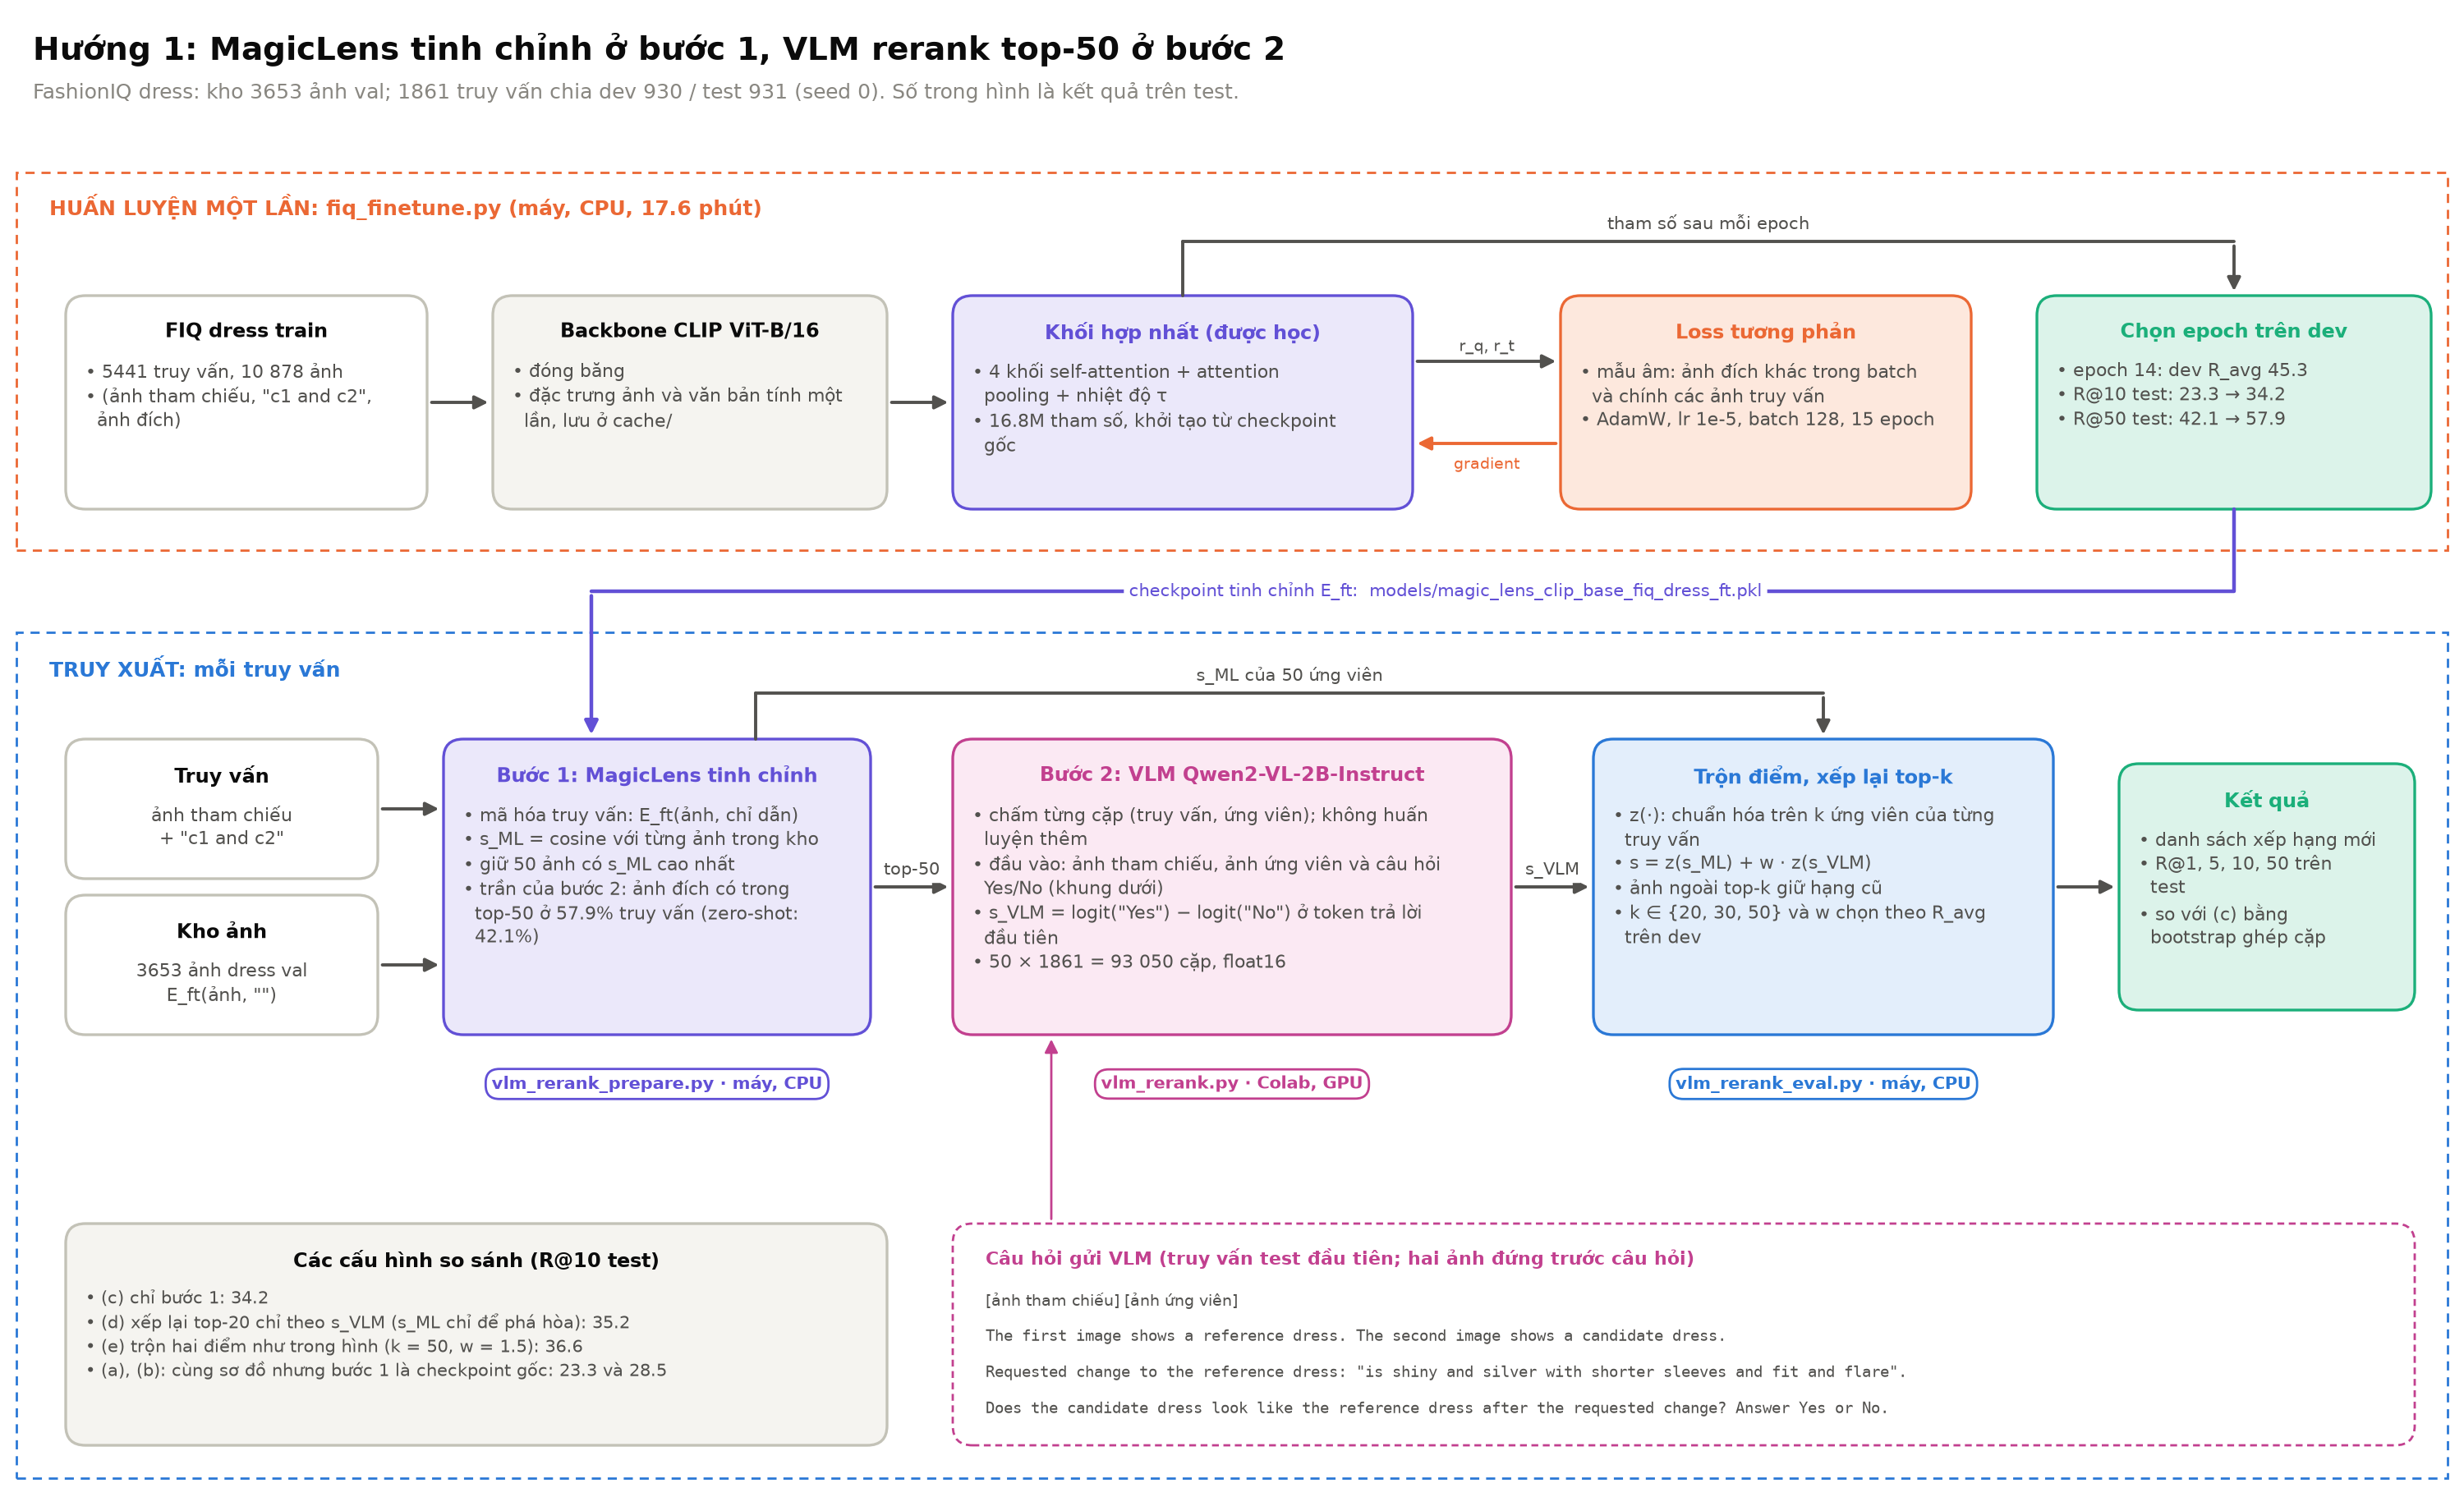 Hướng 1: MagicLens tinh chỉnh ở bước 1, VLM rerank top-50 ở bước 2
FashionIQ dress: kho 3653 ảnh val; 1861 truy vấn chia dev 930 / test 931 (seed 0). Số trong hình là kết quả trên test.
HUẤN LUYỆN MỘT LẦN: fiq_finetune.py (máy, CPU, 17.6 phút)
tham số sau mỗi epoch
FIQ dress train
• 5441 truy vấn, 10 878 ảnh
• (ảnh tham chiếu, "c1 and c2",
ảnh đích)
Backbone CLIP ViT-B/16
• đóng băng
• đặc trưng ảnh và văn bản tính một
lần, lưu ở cache/
Khối hợp nhất (được học)
• 4 khối self-attention + attention
pooling + nhiệt độ τ
• 16.8M tham số, khởi tạo từ checkpoint
gốc
r_q, r_t
gradient
Loss tương phản
• mẫu âm: ảnh đích khác trong batch
và chính các ảnh truy vấn
• AdamW, lr 1e-5, batch 128, 15 epoch
Chọn epoch trên dev
• epoch 14: dev R_avg 45.3
• R@10 test: 23.3 → 34.2
• R@50 test: 42.1 → 57.9
checkpoint tinh chỉnh E_ft: models/magic_lens_clip_base_fiq_dress_ft.pkl
TRUY XUẤT: mỗi truy vấn
s_ML của 50 ứng viên
Truy vấn
ảnh tham chiếu
+ "c1 and c2"
Kho ảnh
3653 ảnh dress val
E_ft(ảnh, "")
Bước 1: MagicLens tinh chỉnh
• mã hóa truy vấn: E_ft(ảnh, chỉ dẫn)
• s_ML = cosine với từng ảnh trong kho
• giữ 50 ảnh có s_ML cao nhất
• trần của bước 2: ảnh đích có trong
top-50 ở 57.9% truy vấn (zero-shot:
42.1%)
top-50
Bước 2: VLM Qwen2-VL-2B-Instruct
• chấm từng cặp (truy vấn, ứng viên); không huấn
luyện thêm
• đầu vào: ảnh tham chiếu, ảnh ứng viên và câu hỏi
Yes/No (khung dưới)
• s_VLM = logit("Yes") − logit("No") ở token trả lời
đầu tiên
• 50 × 1861 = 93 050 cặp, float16
s_VLM
Trộn điểm, xếp lại top-k
• z(·): chuẩn hóa trên k ứng viên của từng
truy vấn
• s = z(s_ML) + w · z(s_VLM)
• ảnh ngoài top-k giữ hạng cũ
• k ∈ {20, 30, 50} và w chọn theo R_avg
trên dev
Kết quả
• danh sách xếp hạng mới
• R@1, 5, 10, 50 trên
test
• so với (c) bằng
bootstrap ghép cặp
vlm_rerank_prepare.py · máy, CPU
vlm_rerank.py · Colab, GPU
vlm_rerank_eval.py · máy, CPU
Các cấu hình so sánh (R@10 test)
• (c) chỉ bước 1: 34.2
• (d) xếp lại top-20 chỉ theo s_VLM (s_ML chỉ để phá hòa): 35.2
• (e) trộn hai điểm như trong hình (k = 50, w = 1.5): 36.6
• (a), (b): cùng sơ đồ nhưng bước 1 là checkpoint gốc: 23.3 và 28.5
Câu hỏi gửi VLM (truy vấn test đầu tiên; hai ảnh đứng trước câu hỏi)
[ảnh tham chiếu] [ảnh ứng viên]
The first image shows a reference dress. The second image shows a candidate dress.
Requested change to the reference dress: "is shiny and silver with shorter sleeves and fit and flare".
Does the candidate dress look like the reference dress after the requested change? Answer Yes or No.